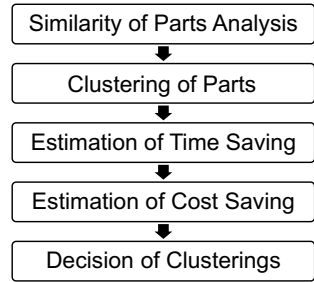 Similarity of Parts Analysis
Clustering of Parts
Estimation of Time Saving
Estimation of Cost Saving
Decision of Clusterings